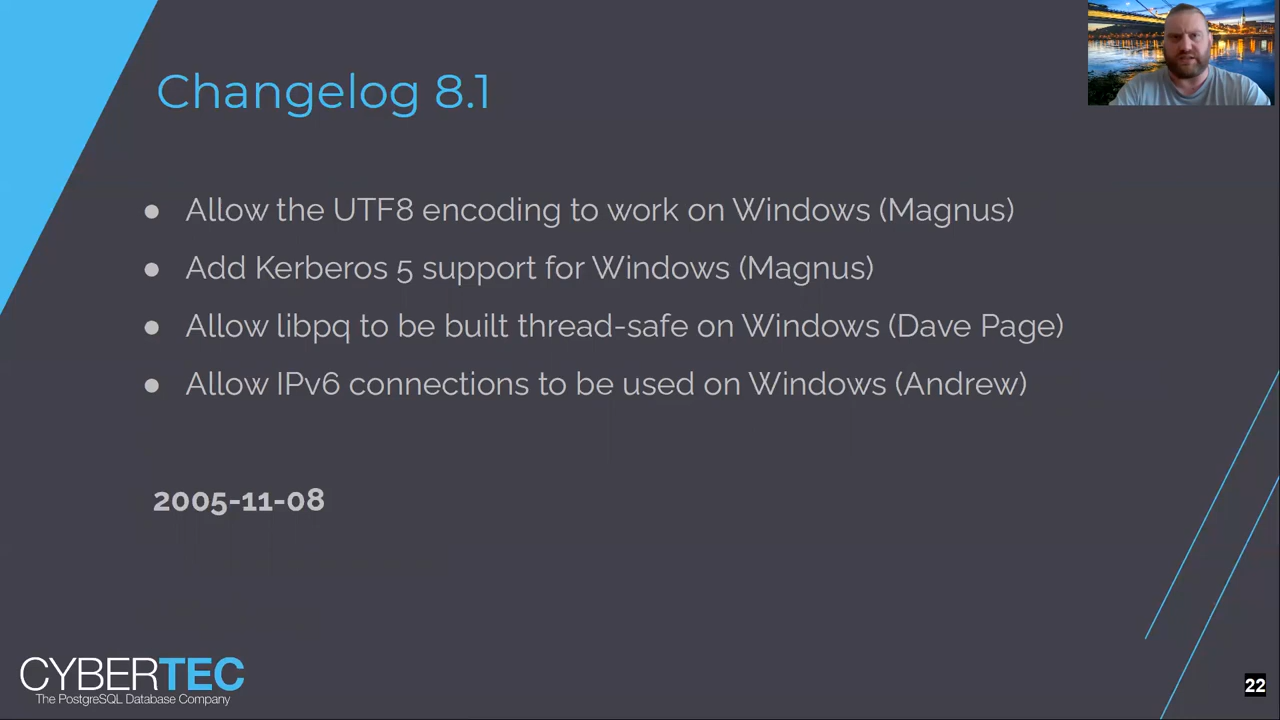 Changelog 8.1
● Allow the UTF8 encoding to work on Windows (Magnus)
● Add Kerberos 5 support for Windows (Magnus)
● Allow libpq to be built thread-safe on Windows (Dave Page)
● Allow IPv6 connections to be used on Windows (Andrew)
2005-11-08
CYBERTEC
The PostgreSQL Database Company
22